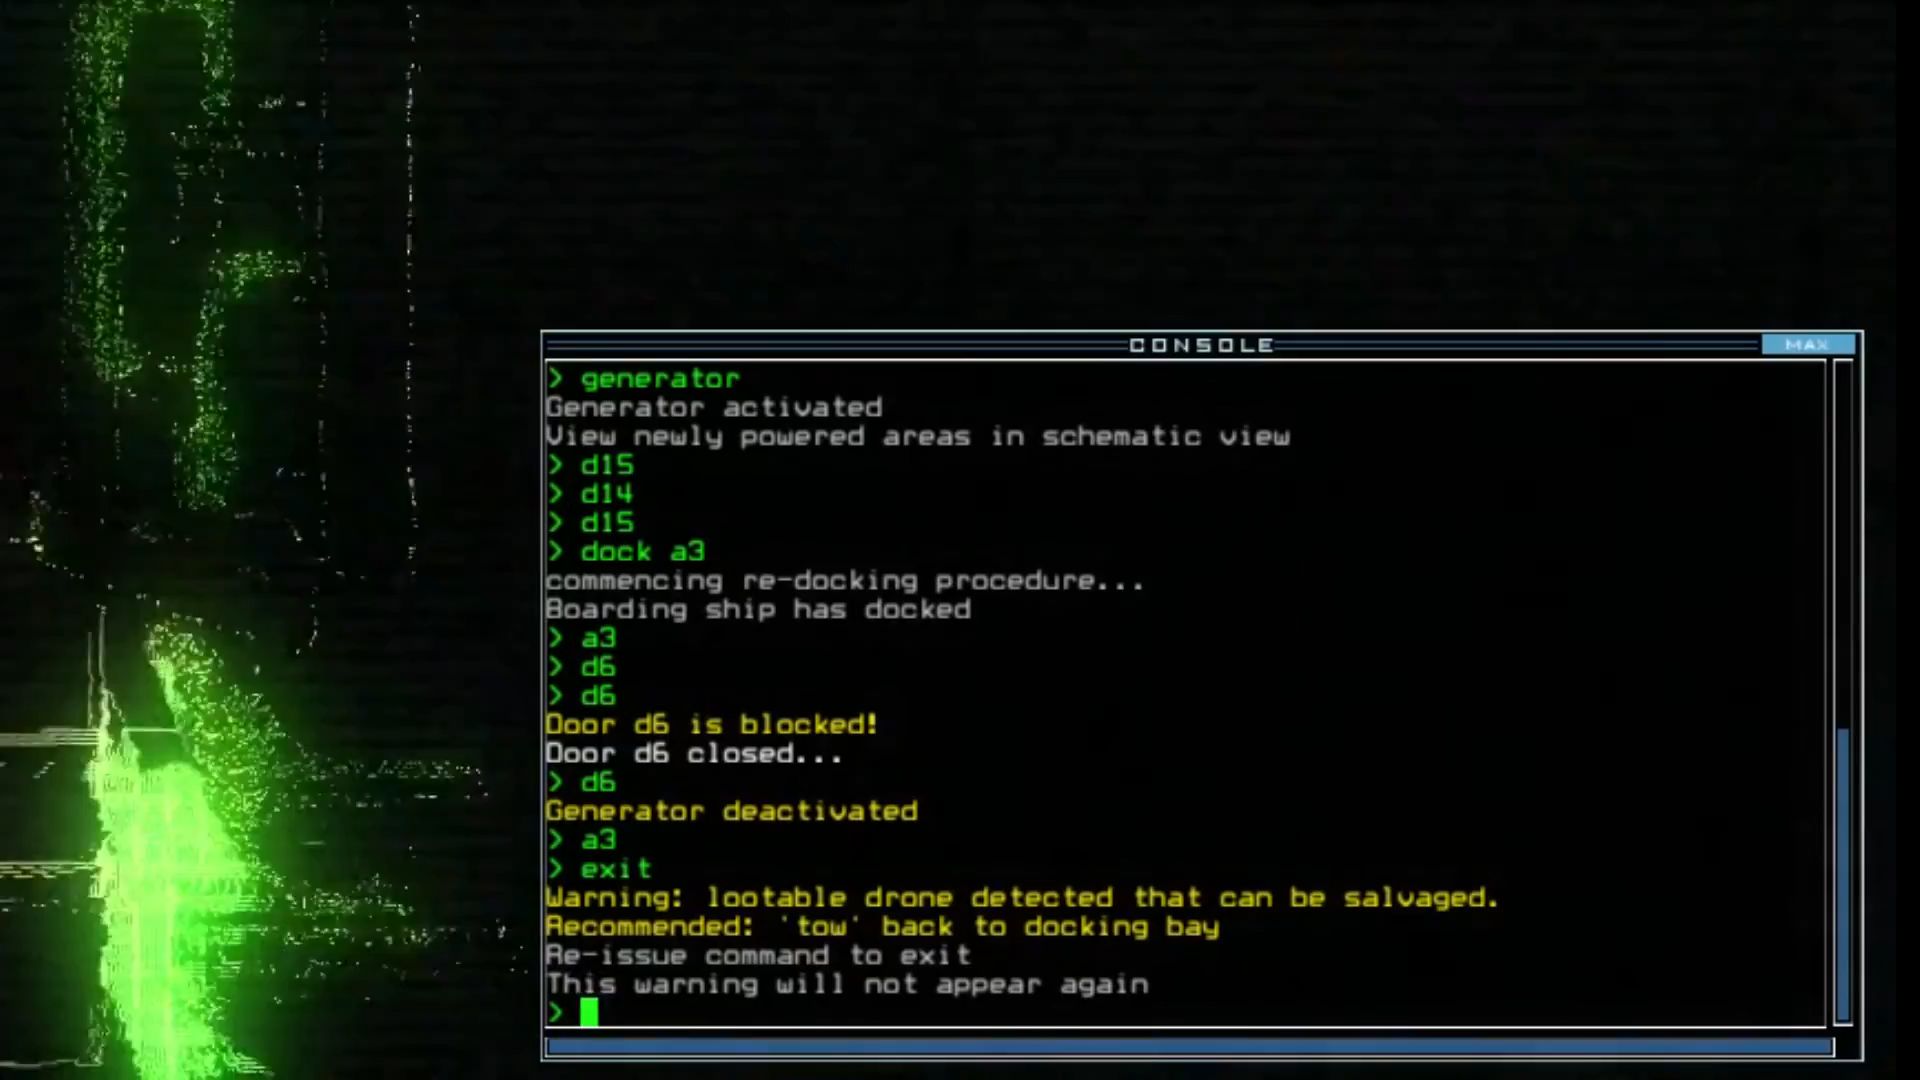 CONSOLE
MAX
> generator
Generator activated
View newly powered areas in schematic view
> d15
> d14
> d15
> dock a3
commencing re-docking procedure...
Boarding ship has docked
> a3
> d6
> d6
Door d6 is blocked!
Door d6 closed...
> d6
Generator deactivated
> a3
> exit
Warning: lootable drone detected that can be salvaged.
Recommended: 'tow' back to docking bay
Re-issue command to exit
This warning will not appear again
>